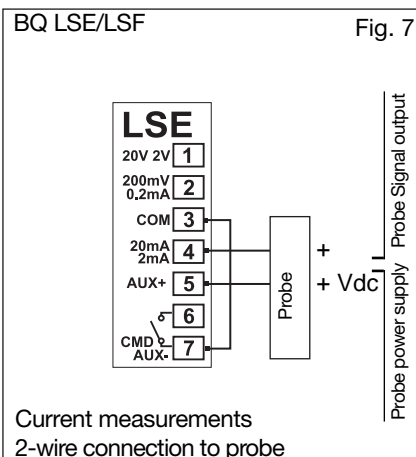 BQ LSE/LSF
Fig. 7
LSE
20V 2V 1
200mV
0.2mA 2
COM 3
20mA
2mA 4
AUX+ 5
6
CMD
AUX- 7
Probe
+
+ Vdc
Probe Signal output
Probe power supply
Current measurements
2-wire connection to probe